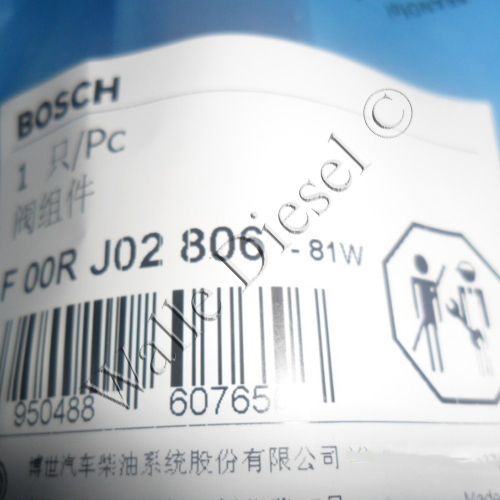 BOSCH
1 只/Pc
阀组件
F 00R J02 806 - 81W
950488 60765
博世汽车柴油系统股份有限公司
Walle Diesel ©